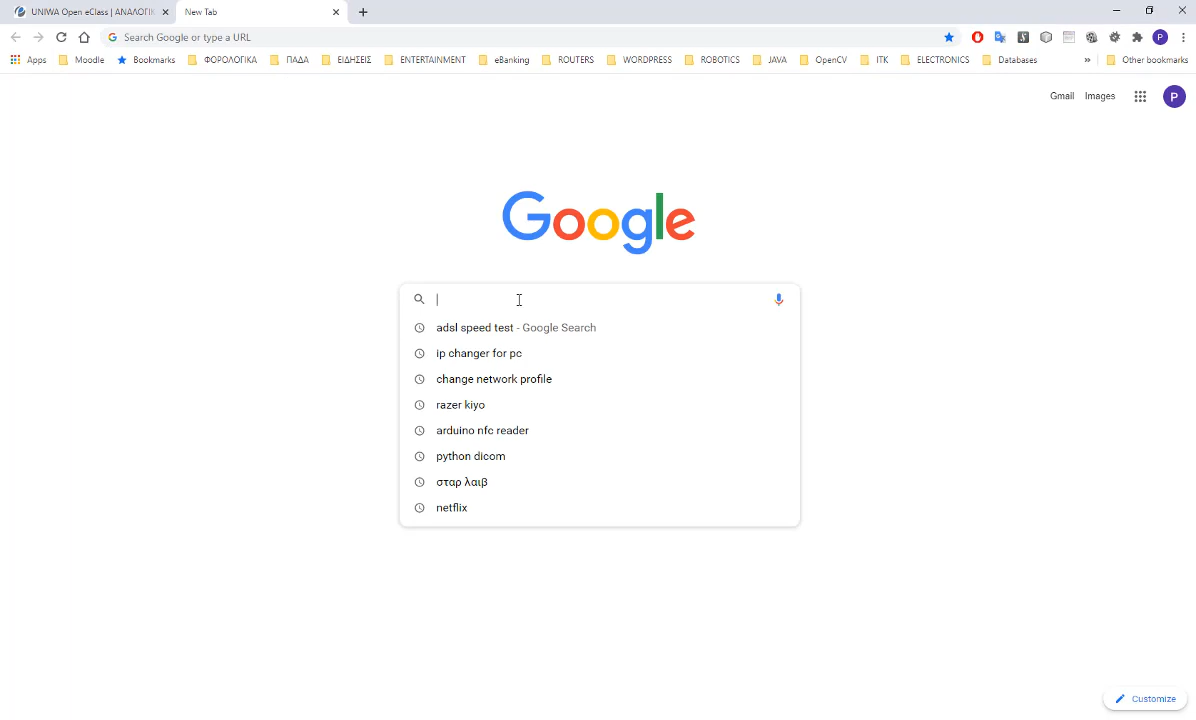 UNIWA Open eClass | ΑΝΑΛΟΓΙΚ
New Tab
Search Google or type a URL
P
Apps Moodle Bookmarks ΦΟΡΟΛΟΓΙΚΑ ΠΑΔΑ ΕΙΔΗΣΕΙΣ ENTERTAINMENT eBanking ROUTERS WORDPRESS ROBOTICS JAVA OpenCV ITK ELECTRONICS Databases » Other bookmarks
Gmail Images P
Google
adsl speed test - Google Search
ip changer for pc
change network profile
razer kiyo
arduino nfc reader
python dicom
σταρ λαιβ
netflix
Customize